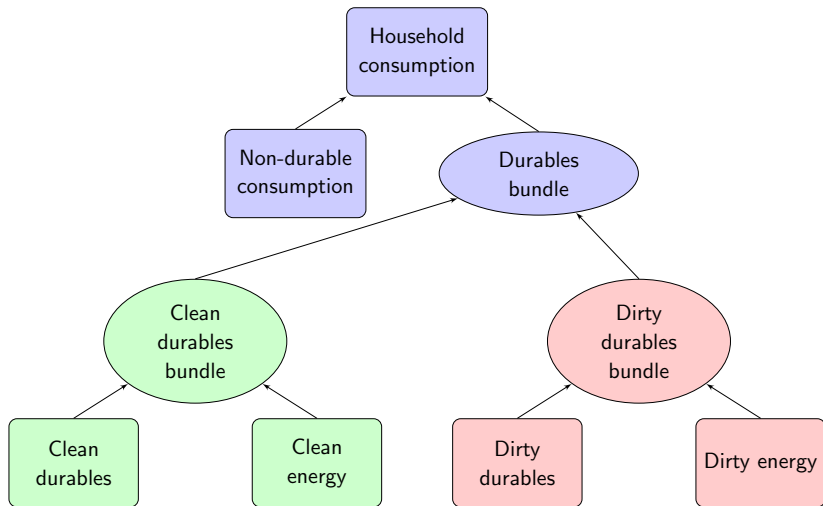 Household
consumption
Non-durable
consumption
Durables
bundle
Clean
durables
bundle
Dirty
durables
bundle
Clean
durables
Clean
energy
Dirty
durables
Dirty energy